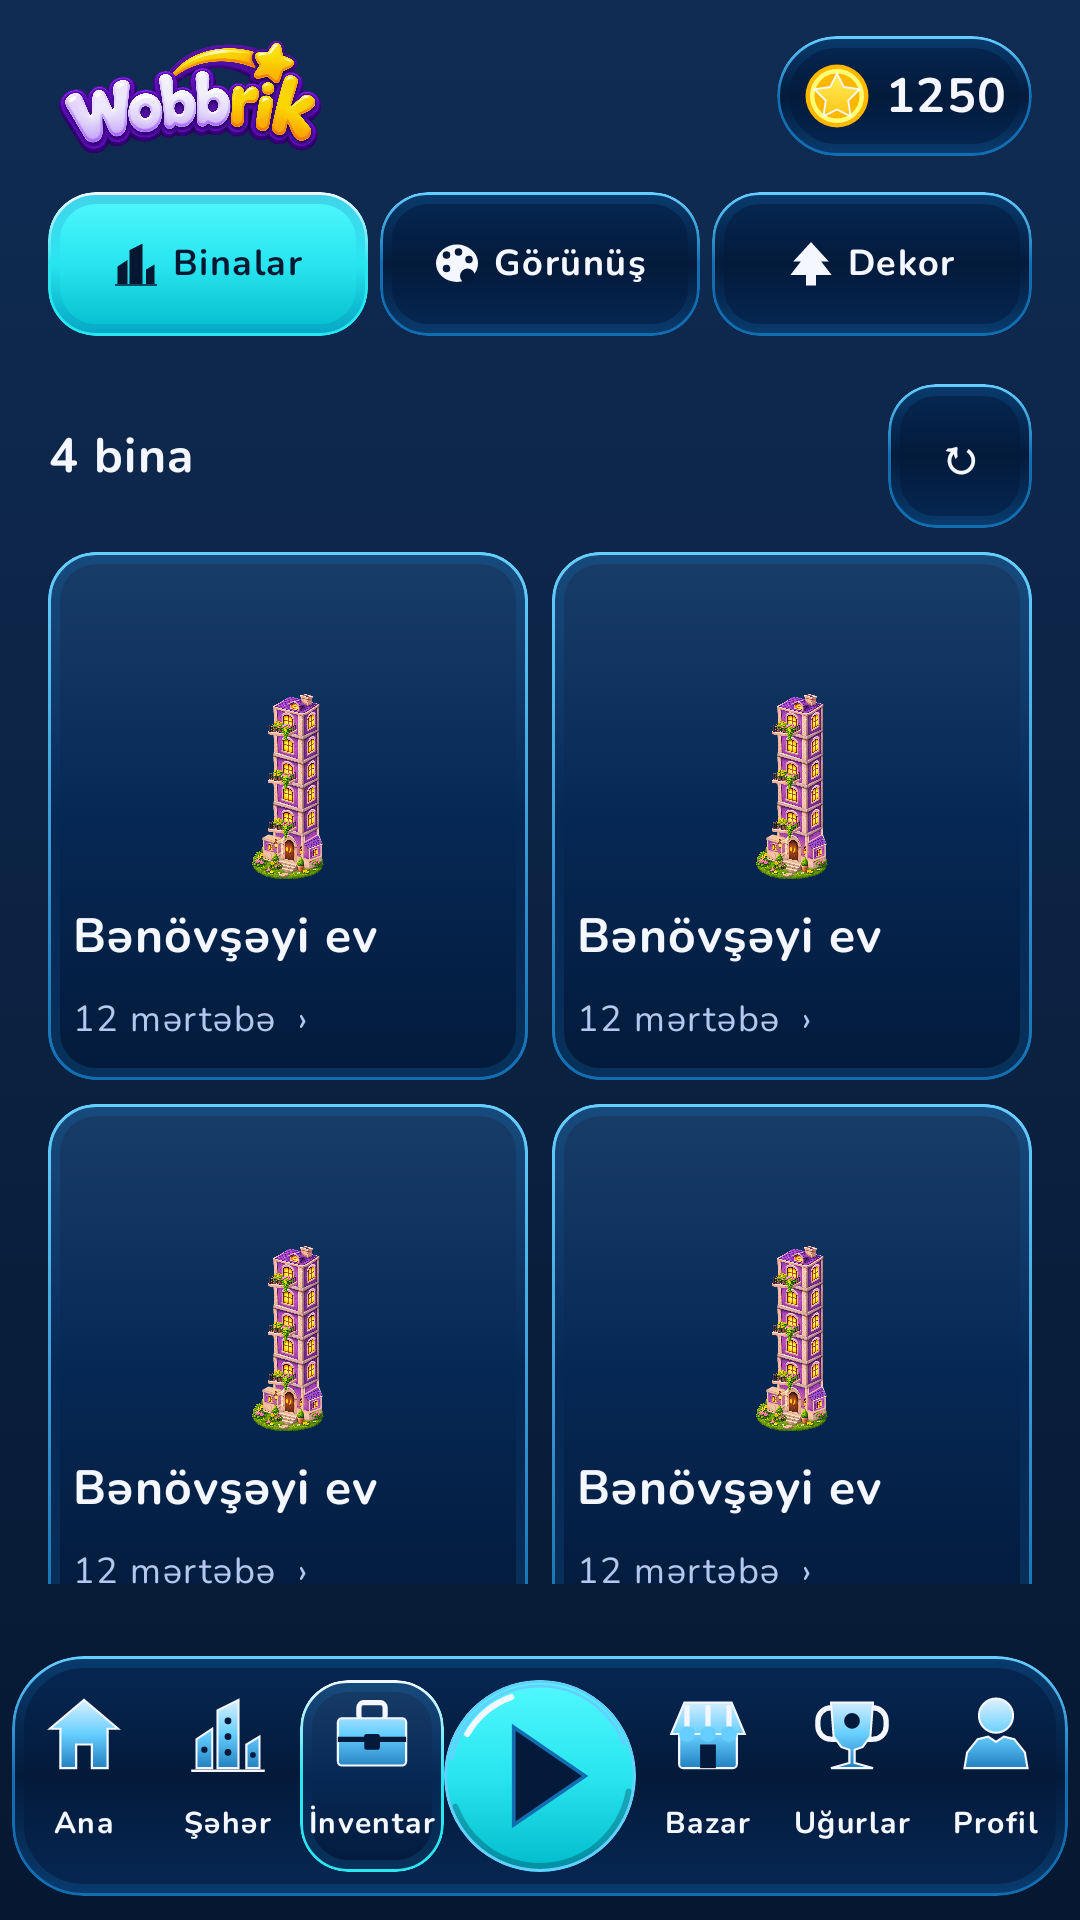 Wobbrik
1250
Binalar
Görünüş
Dekor
4 bina
Bənövşəyi ev
Bənövşəyi ev
12 mərtəbə ›
12 mərtəbə ›
Bənövşəyi ev
Bənövşəyi ev
12 mərtəbə ›
12 mərtəbə ›
Ana
Şəhər
İnventar
Bazar
Uğurlar
Profil